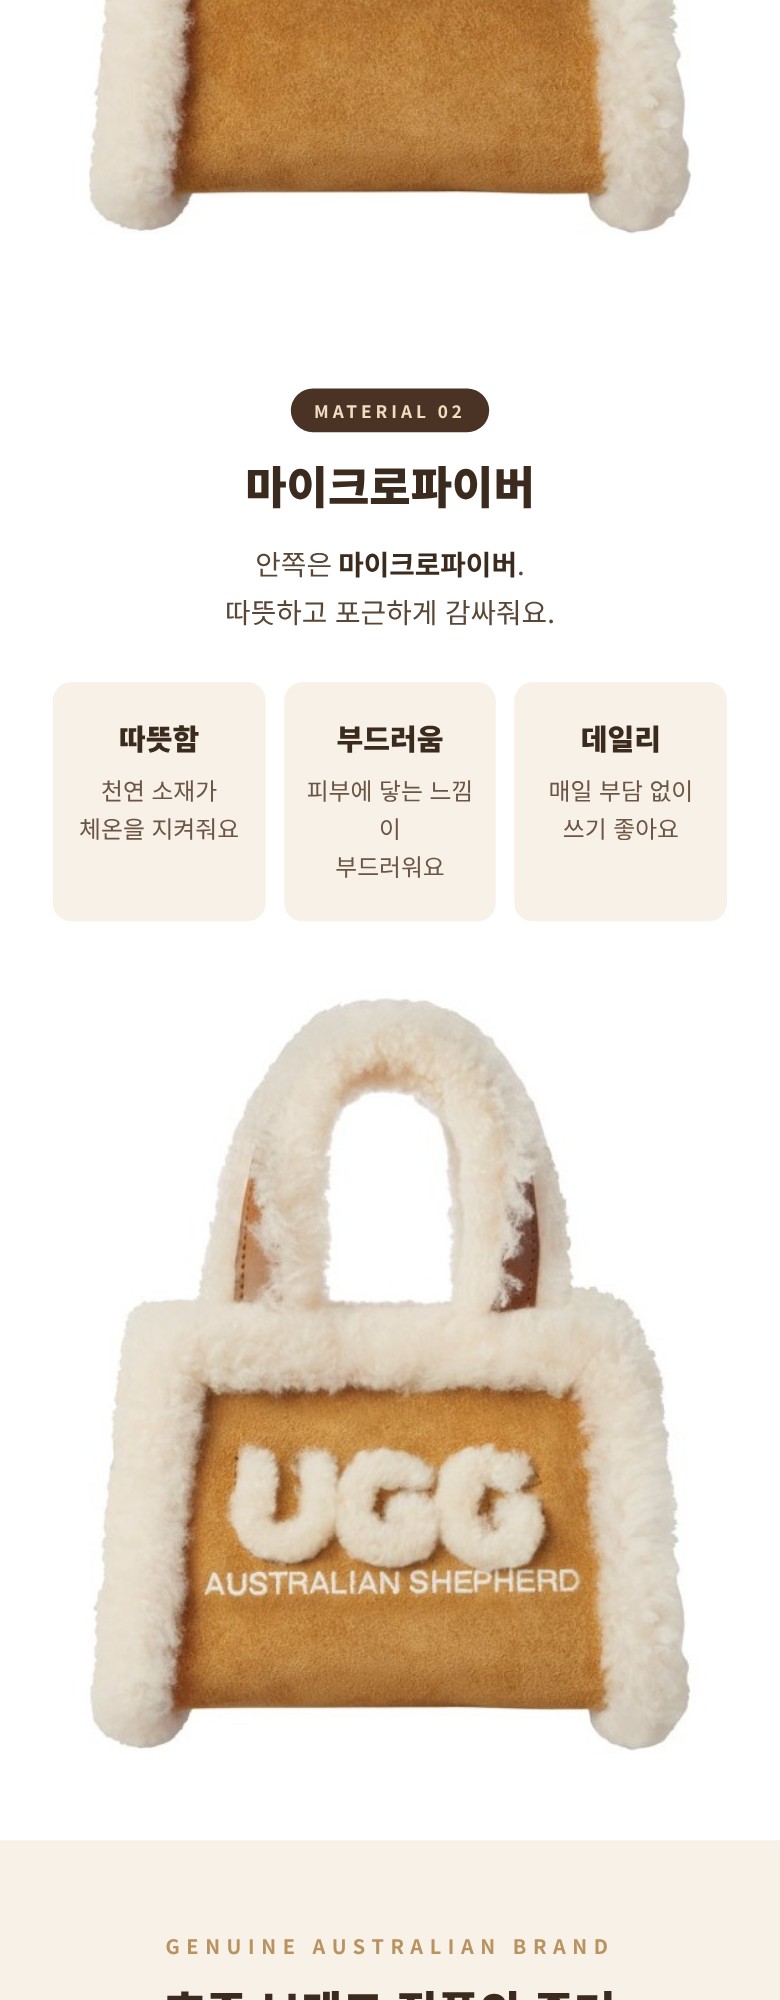 MATERIAL 02
마이크로파이버
안쪽은 마이크로파이버.
따뜻하고 포근하게 감싸줘요.
따뜻함
천연 소재가
체온을 지켜줘요
부드러움
피부에 닿는 느낌
이
부드러워요
데일리
매일 부담 없이
쓰기 좋아요
UGG
AUSTRALIAN SHEPHERD
GENUINE AUSTRALIAN BRAND